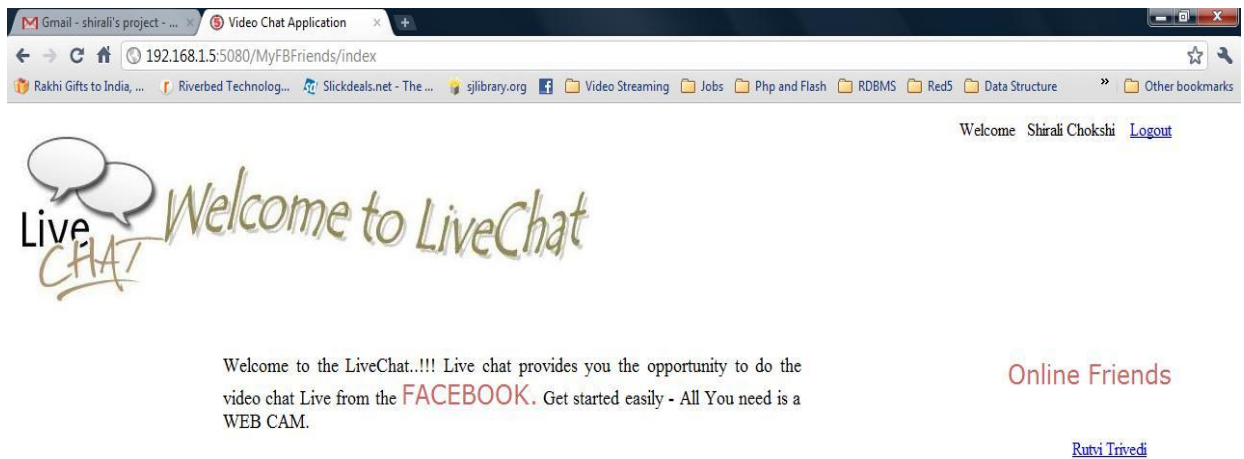 Gmail - shirali's project - ...
Video Chat Application
192.168.1.5:5080/MyFBFriends/index
Rakhi Gifts to India, ... Riverbed Technolog... Slickdeals.net - The ... sjlibrary.org Video Streaming Jobs Php and Flash RDBMS Red5 Data Structure » Other bookmarks
Welcome Shirali Chokshi Logout
Live
CHAT
Welcome to LiveChat
Welcome to the LiveChat..!!! Live chat provides you the opportunity to do the
video chat Live from the FACEBOOK. Get started easily - All You need is a
WEB CAM.
Online Friends
Rutvi Trivedi